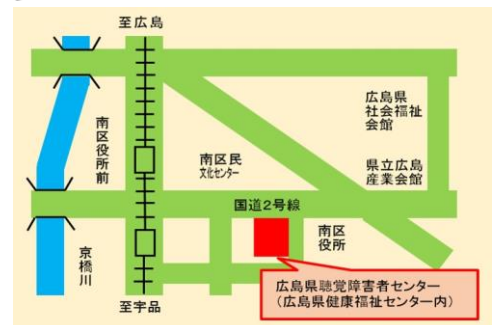 至広島
広島県
社会福祉
会館
南区役所前
南区民
文化センター
県立広島
産業会館
国道2号線
南区
役所
京橋川
広島県聴覚障害者センター
(広島県健康福祉センター内)
至宇品